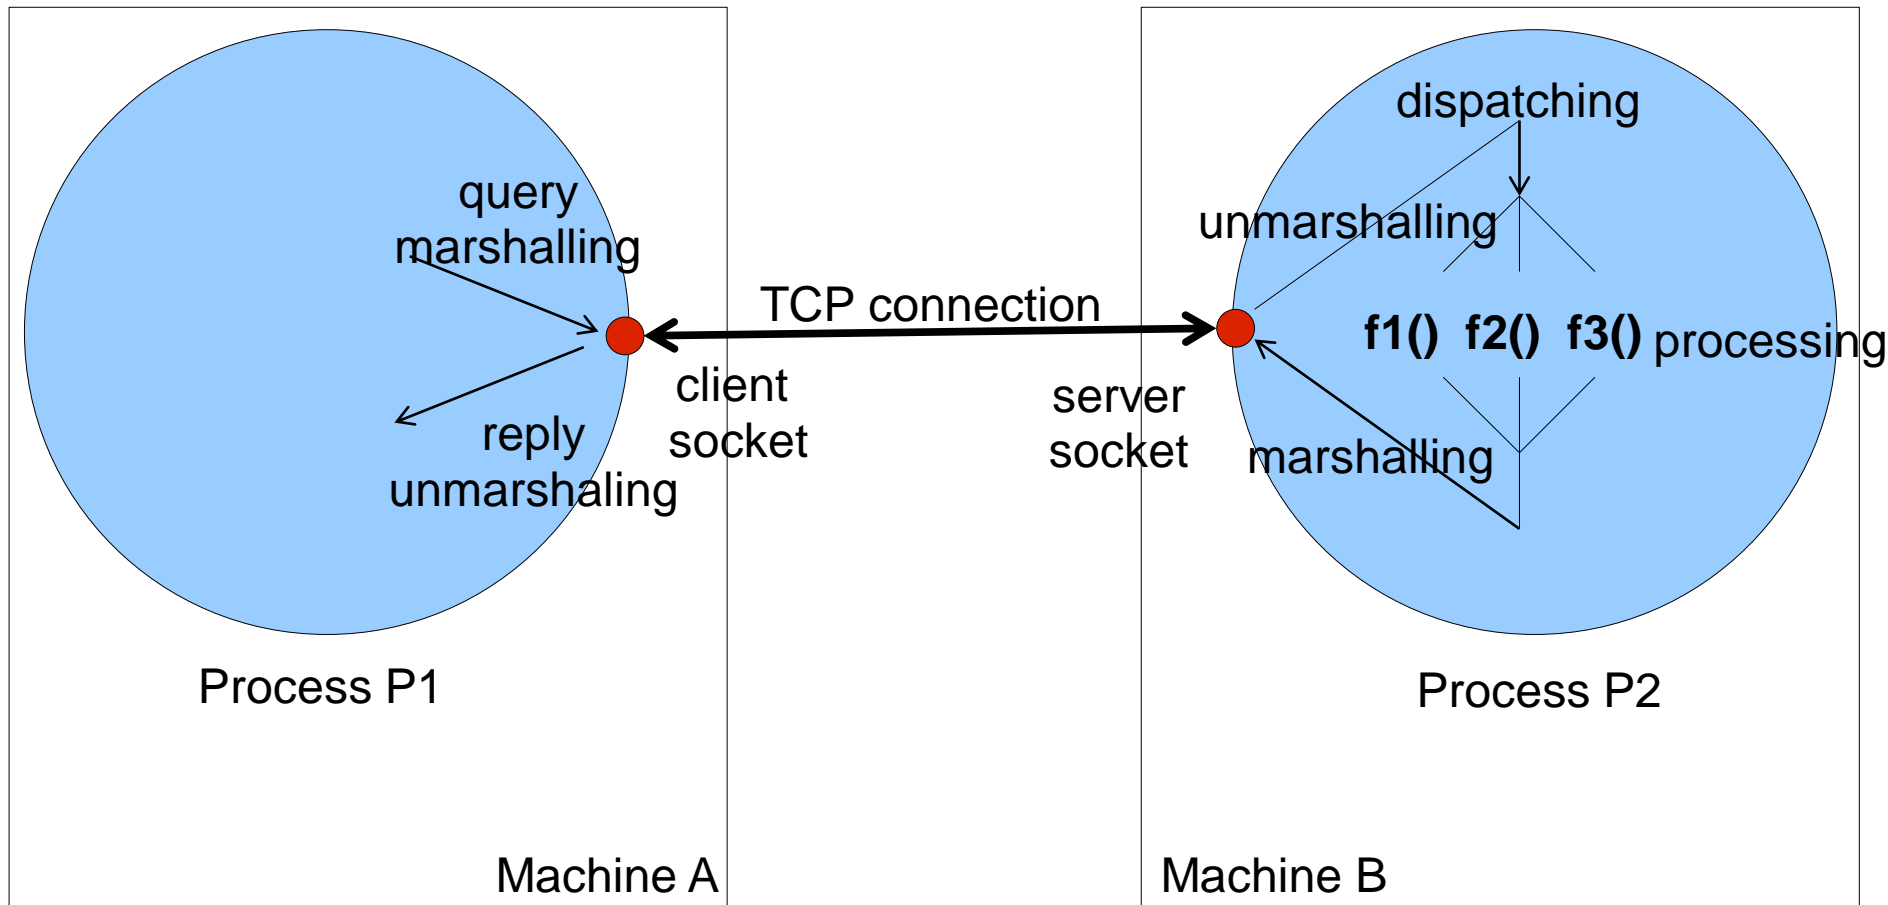 query
marshalling
reply
unmarshaling
Process P1
Machine A
TCP connection
client
socket
server
socket
dispatching
unmarshalling
f1() f2() f3() processing
marshalling
Process P2
Machine B